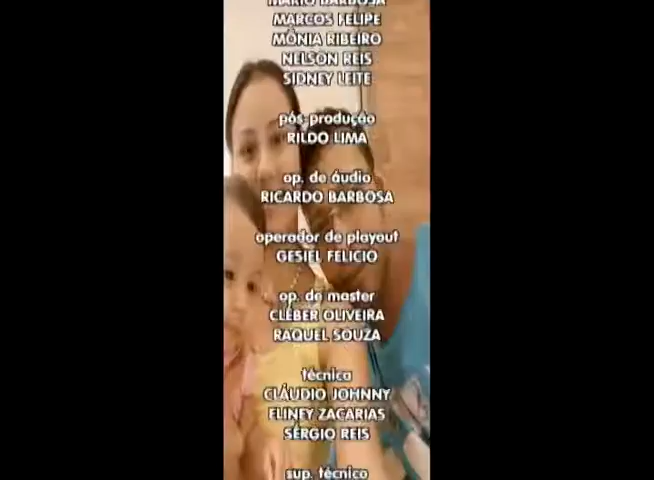 MÁRIO BARBOSA
MARCOS FELIPE
MÔNIA RIBEIRO
NELSON REIS
SIDNEY LEITE
pós-produção
RILDO LIMA
op. de áudio
RICARDO BARBOSA
operador de playout
GESIEL FELICIO
op. de master
CLÉBER OLIVEIRA
RAQUEL SOUZA
técnica
CLÁUDIO JOHNNY
ELINEY ZACARIAS
SÉRGIO REIS
sup. técnico